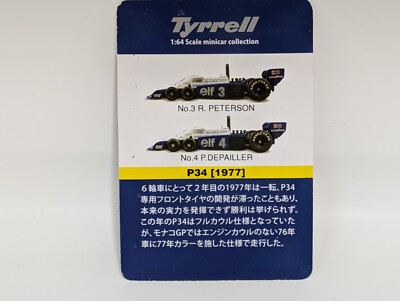 Tyrrell
1:64 Scale minicar collection
elf 3
No.3 R. PETERSON
elf 4
No.4 P.DEPAILLER
P34 [1977]
６輪車にとって２年目の1977年は一転、P34
専用フロントタイヤの開発が滞ったこともあり、
本来の実力を発揮できず勝利は挙げられず。
この年のP34はフルカウル仕様となっていた
が、モナコGPではエンジンカウルのない76年
車に77年カラーを施した仕様で走行した。